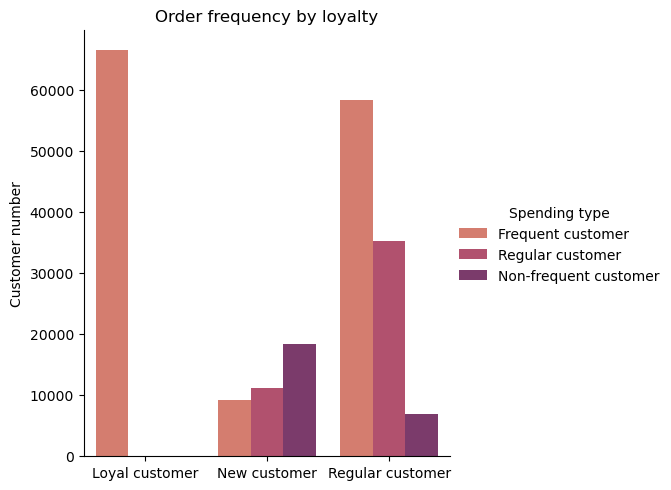 Order frequency by loyalty
Customer number
60000
50000
40000
30000
20000
10000
0
Loyal customer
New customer
Regular customer
Spending type
Frequent customer
Regular customer
Non-frequent customer